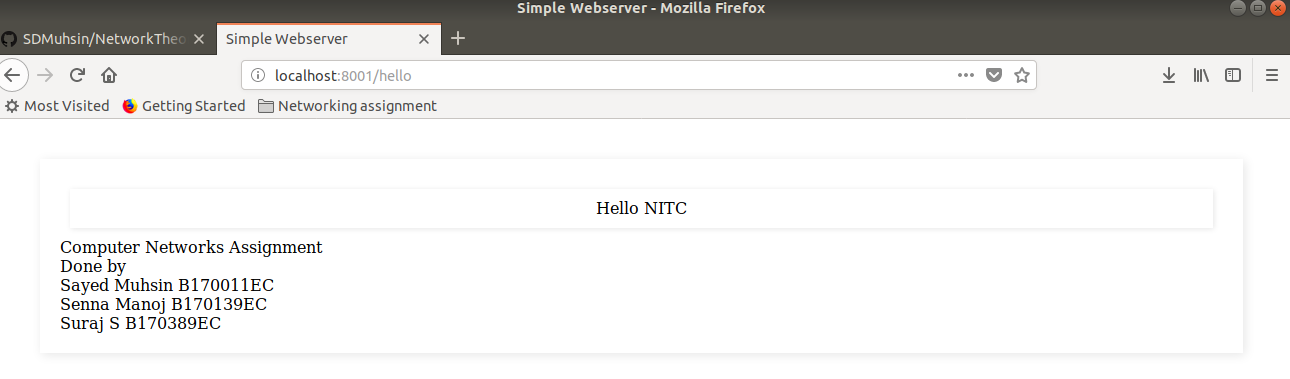 Simple Webserver - Mozilla Firefox
SDMuhsin/NetworkTheo
Simple Webserver
localhost:8001/hello
Most Visited Getting Started Networking assignment
Hello NITC
Computer Networks Assignment
Done by
Sayed Muhsin B170011EC
Senna Manoj B170139EC
Suraj S B170389EC